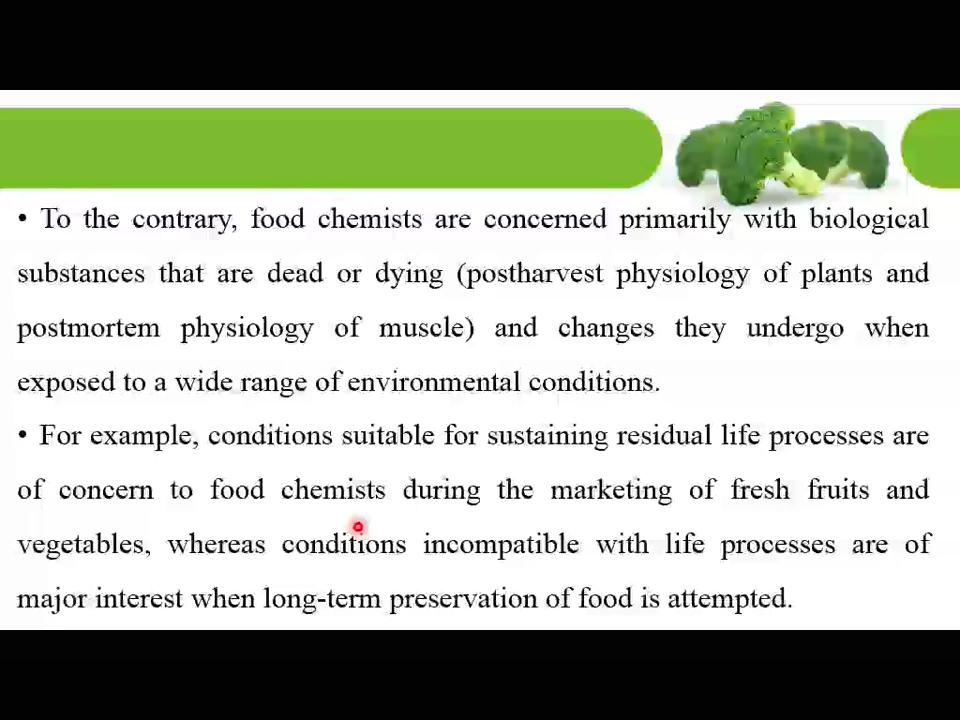 • To the contrary, food chemists are concerned primarily with biological
substances that are dead or dying (postharvest physiology of plants and
postmortem physiology of muscle) and changes they undergo when
exposed to a wide range of environmental conditions.
• For example, conditions suitable for sustaining residual life processes are
of concern to food chemists during the marketing of fresh fruits and
vegetables, whereas conditions incompatible with life processes are of
major interest when long-term preservation of food is attempted.